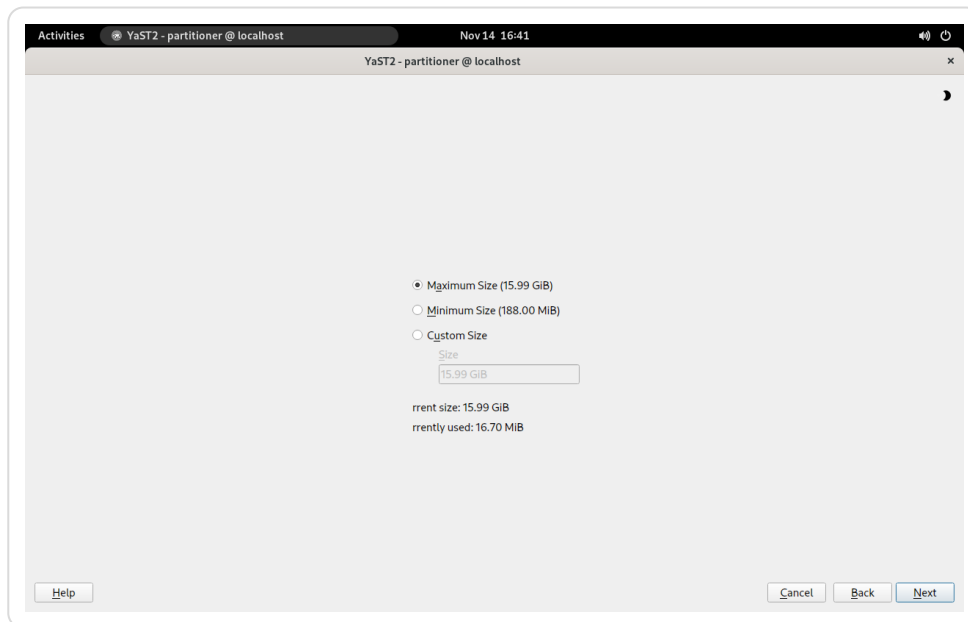 Activities YaST2 - partitioner @ localhost Nov 14 16:41
YaST2 - partitioner @ localhost ×
Maximum Size (15.99 GiB)
Minimum Size (188.00 MiB)
Custom Size
Size
15.99 GiB
rrent size: 15.99 GiB
rrently used: 16.70 MiB
Help Cancel Back Next